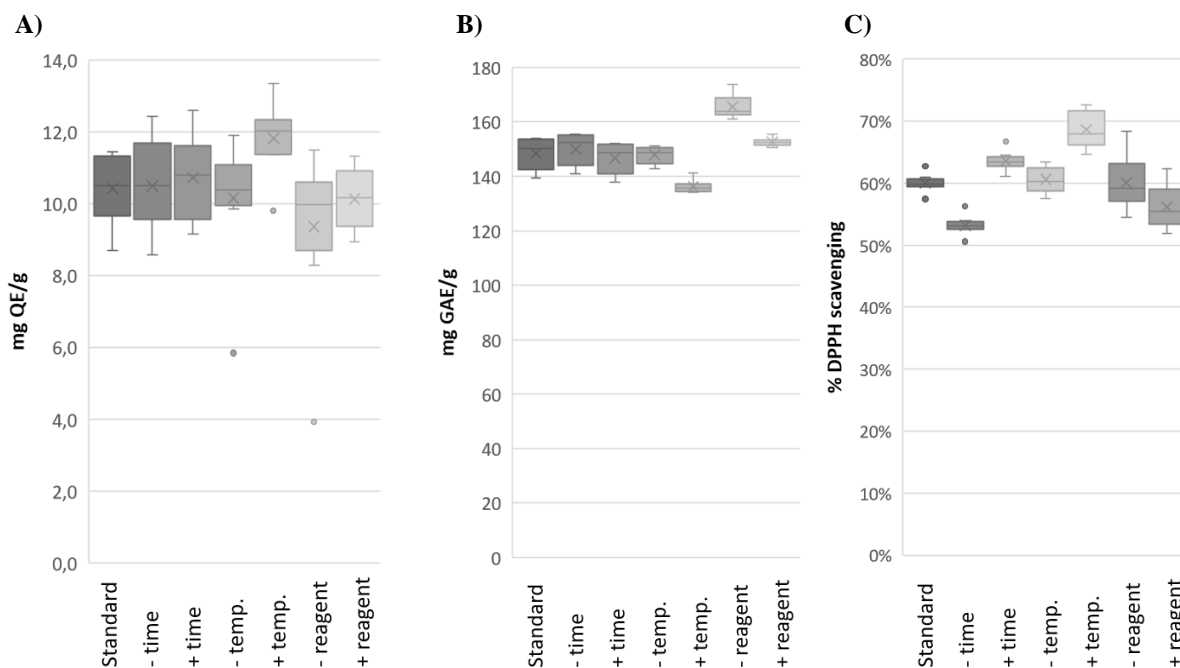 A)
14,0
12,0
10,0
8,0
6,0
4,0
2,0
0,0
mg QE/g
Standard
- time
+ time
- temp.
+ temp.
- reagent
+ reagent
B)
180
160
140
120
100
80
60
40
20
0
mg GAE/g
Standard
- time
+ time
- temp.
+ temp.
- reagent
+ reagent
C)
80%
70%
60%
50%
40%
30%
20%
10%
0%
% DPPH scavenging
Standard
- time
+ time
- temp.
+ temp.
- reagent
+ reagent